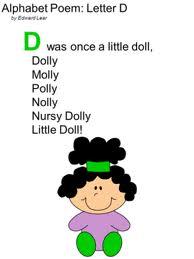 Alphabet Poem: Letter D
by Edward Lear
D was once a little doll,
Dolly
Molly
Polly
Nolly
Nursy Dolly
Little Doll!